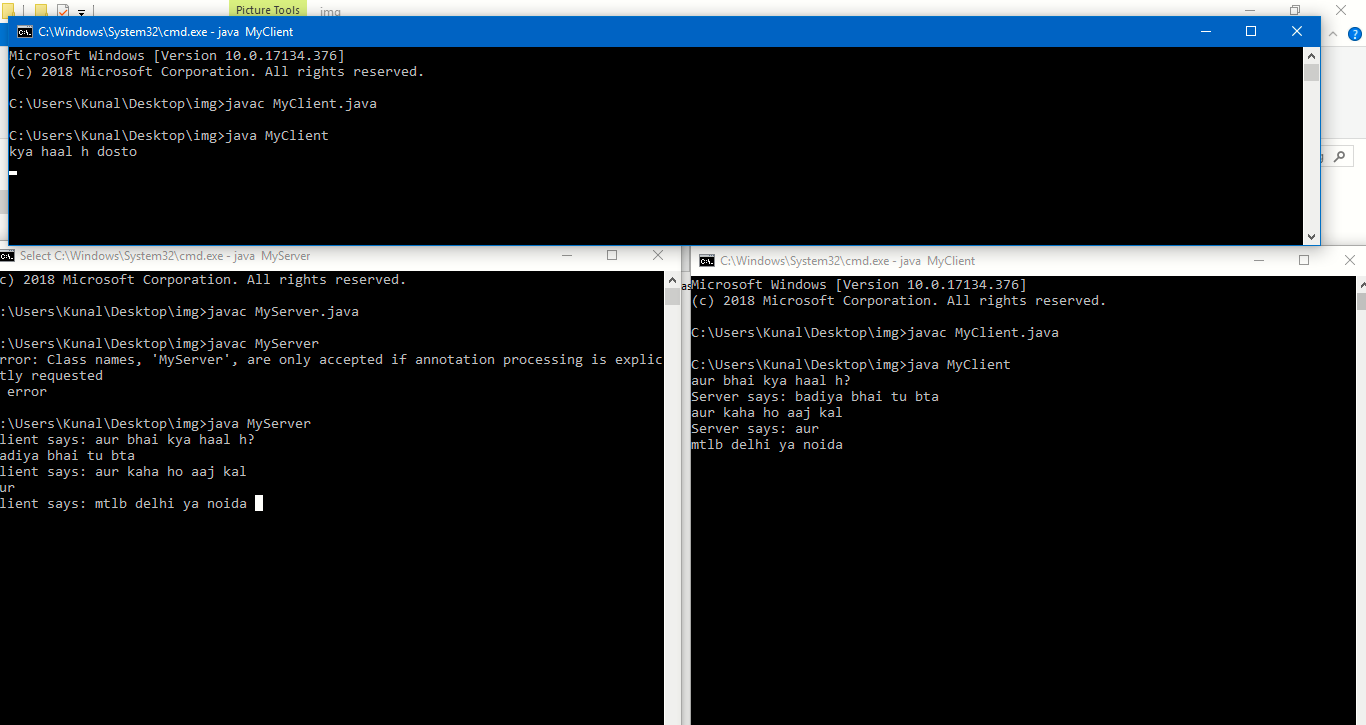 Picture Tools
img
C:\Windows\System32\cmd.exe - java  MyClient
Microsoft Windows [Version 10.0.17134.376]
(c) 2018 Microsoft Corporation. All rights reserved.
C:\Users\Kunal\Desktop\img>javac MyClient.java
C:\Users\Kunal\Desktop\img>java MyClient
kya haal h dosto
Select C:\Windows\System32\cmd.exe - java  MyServer
c) 2018 Microsoft Corporation. All rights reserved.
:\Users\Kunal\Desktop\img>javac MyServer.java
:\Users\Kunal\Desktop\img>javac MyServer
rror: Class names, 'MyServer', are only accepted if annotation processing is explic
tly requested
error
:\Users\Kunal\Desktop\img>java MyServer
lient says: aur bhai kya haal h?
adiya bhai tu bta
lient says: aur kaha ho aaj kal
ur
lient says: mtlb delhi ya noida
C:\Windows\System32\cmd.exe - java  MyClient
Microsoft Windows [Version 10.0.17134.376]
(c) 2018 Microsoft Corporation. All rights reserved.
C:\Users\Kunal\Desktop\img>javac MyClient.java
C:\Users\Kunal\Desktop\img>java MyClient
aur bhai kya haal h?
Server says: badiya bhai tu bta
aur kaha ho aaj kal
Server says: aur
mtlb delhi ya noida